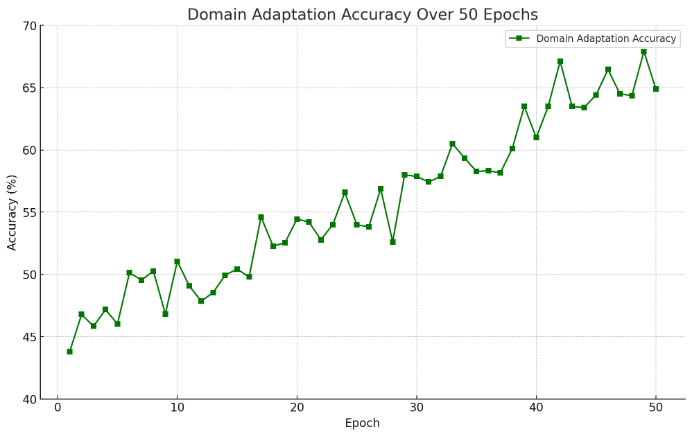 Domain Adaptation Accuracy Over 50 Epochs
Domain Adaptation Accuracy
70
65
60
55
50
45
40
Accuracy (%)
0 10 20 30 40 50
Epoch